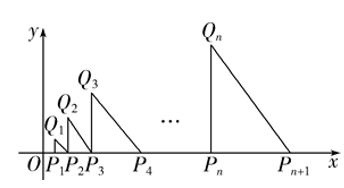 y
Qₙ
Q₃
Q₂
Q₁
...
O P₁ P₂ P₃ P₄ Pₙ Pₙ₊₁ x